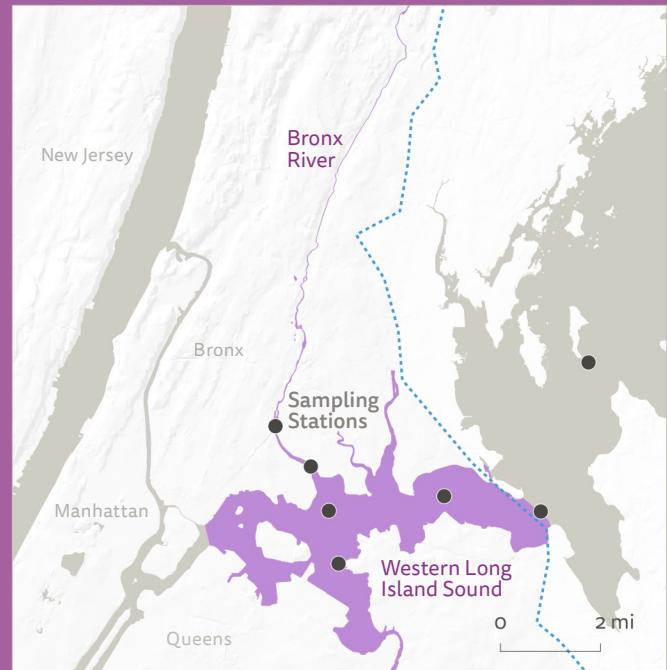 New Jersey
Bronx
River
Bronx
Sampling
Stations
Manhattan
Western Long
Island Sound
0 2 mi
Queens